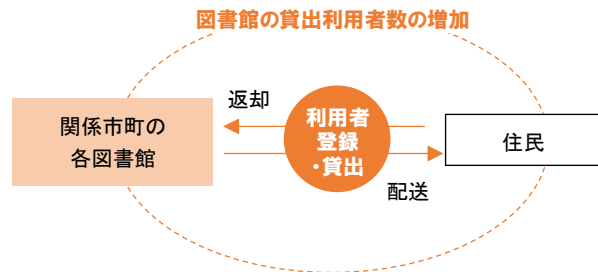 図書館の貸出利用者数の増加
返却
関係市町の
各図書館
利用者
登録
・貸出
住民
配送